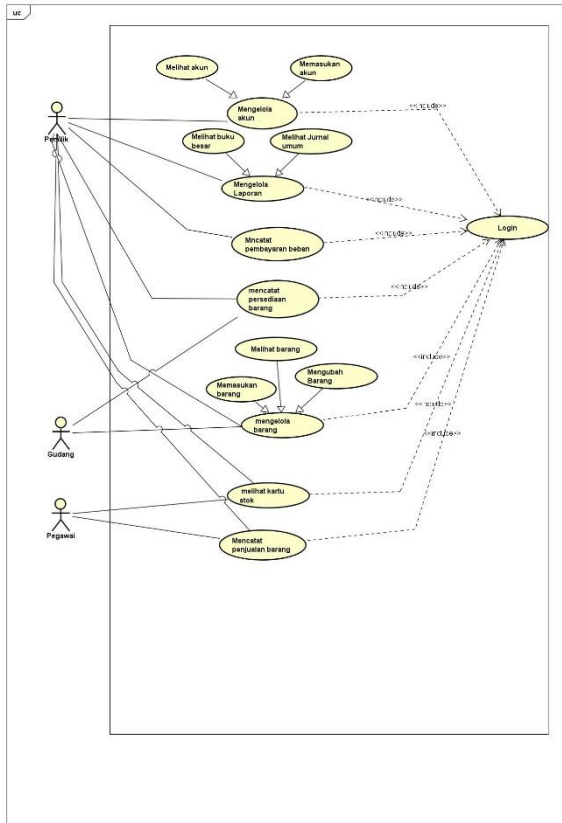 uc
Melihat akun
Memasukan
akun
Mengelola
akun
<<include>>
Pemilik
Melihat buku
besar
Melihat Jurnal
umum
Mengelola
Laporan
<<include>>
Login
Mncatat
pembayaran beban
<<include>>
mencatat
persediaan
barang
<<include>>
Melihat barang
<<include>>
Memasukan
barang
Mengubah
Barang
<<include>>
mengelola
barang
<<include>>
Gudang
melihat kartu
stok
Pegawai
Mencatat
penjualan barang